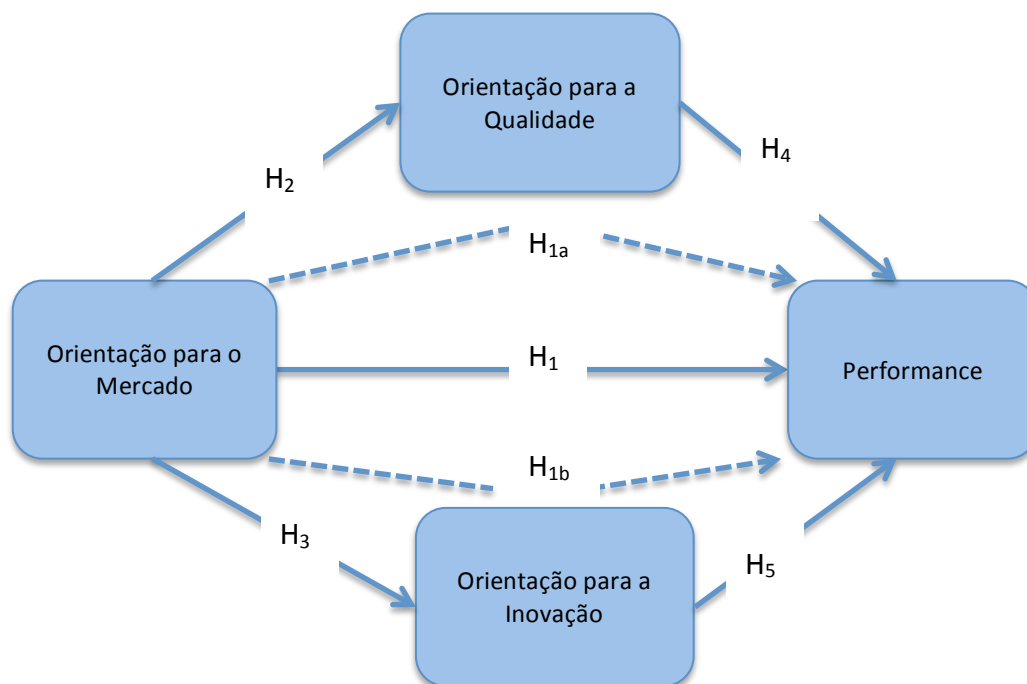 Orientação para a
Qualidade
H₂
H₄
H₁ₐ
Orientação para o
Mercado
H₁
Performance
H₁b
H₃
Orientação para a
Inovação
H₅